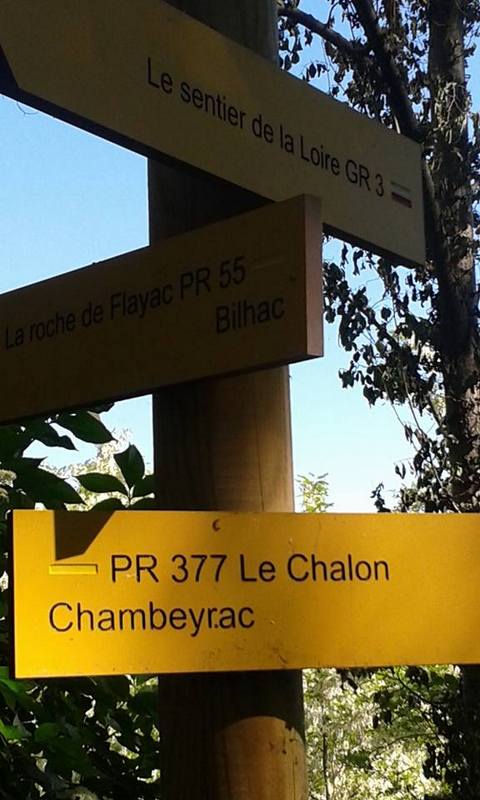 Le sentier de la Loire GR 3
La roche de Flayac PR 55
Bilhac
PR 377 Le Chalon
Chambeyrac